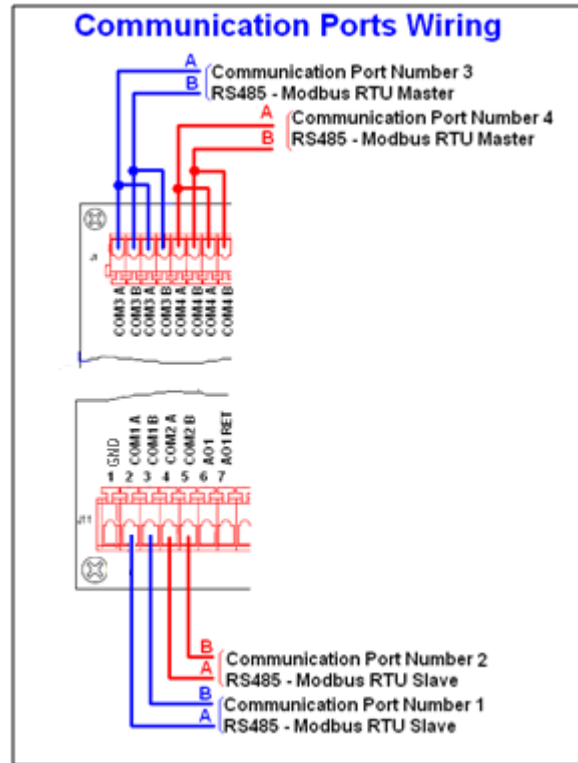 Communication Ports Wiring
A
Communication Port Number 3
B
RS485 - Modbus RTU Master
A
Communication Port Number 4
B
RS485 - Modbus RTU Master
COM3 A
COM3 B
COM3 A
COM3 B
COM4 A
COM4 B
COM4 A
COM4 B
GND
COM1 A
COM1 B
COM2 A
COM2 B
AO1
AO1 RET
1 2 3 4 5 6 7
J11
B
Communication Port Number 2
A
RS485 - Modbus RTU Slave
B
Communication Port Number 1
A
RS485 - Modbus RTU Slave